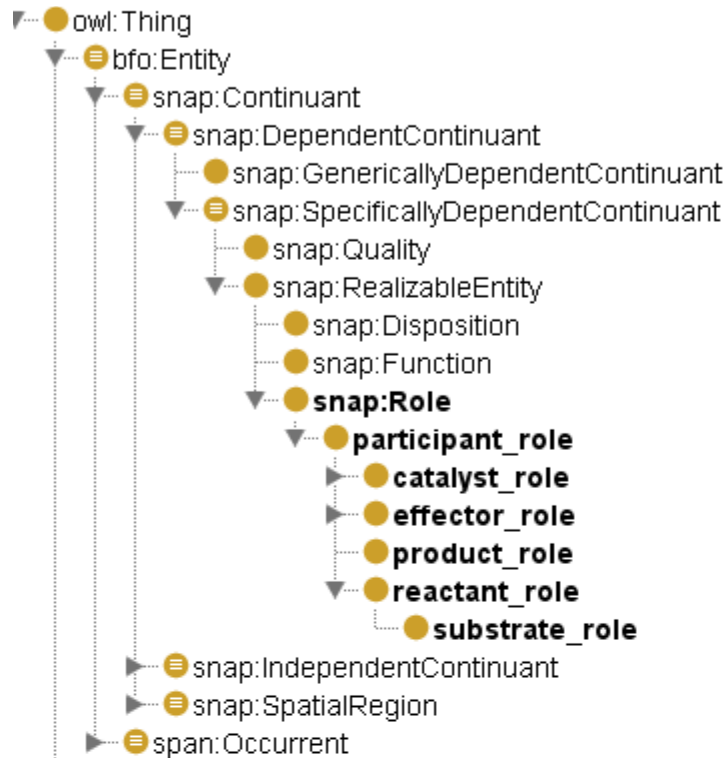 owl:Thing
bfo:Entity
snap:Continuant
snap:DependentContinuant
snap:GenericallyDependentContinuant
snap:SpecificallyDependentContinuant
snap:Quality
snap:RealizableEntity
snap:Disposition
snap:Function
snap:Role
participant_role
catalyst_role
effector_role
product_role
reactant_role
substrate_role
snap:IndependentContinuant
snap:SpatialRegion
span:Occurrent